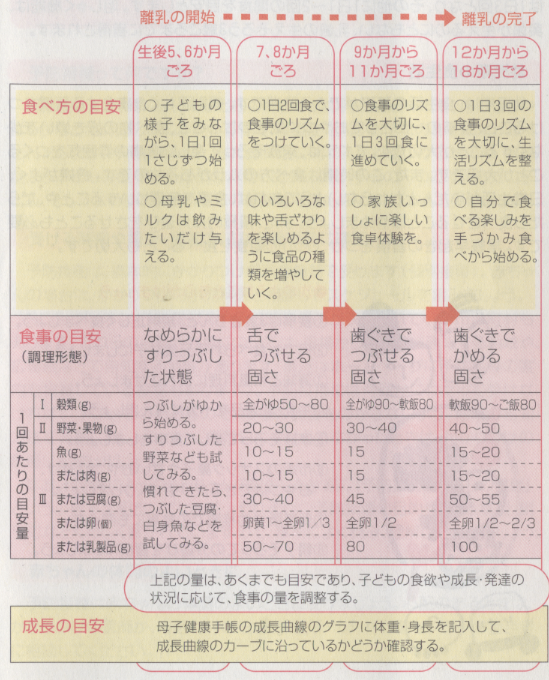 離乳の開始 離乳の完了
生後5、6か月
ごろ
7、8か月
ごろ
9か月から
11か月ごろ
12か月から
18か月ごろ
食べ方の目安
○子どもの
様子をみな
がら、1日1回
1さじずつ始
める。
○母乳やミ
ルクは飲み
たいだけ与
える。
○1日2回食で、
食事のリズム
をつけていく。
○いろいろな
味や舌ざわり
を楽しめるよう
に食品の種
類を増やして
いく。
○食事のリズ
ムを大切に、
1日3回食に
進めていく。
○家族いっ
しょに楽しい
食卓体験を。
○1日3回の
食事のリズム
を大切に、生
活リズムを整
える。
○自分で食
べる楽しみを
手づかみ食
べから始める。
食事の目安
(調理形態)
なめらかに
すりつぶし
た状態
舌で
つぶせる
固さ
歯ぐきで
つぶせる
固さ
歯ぐきで
かめる
固さ
1回あたりの目安量
つぶしがゆか
ら始める。
すりつぶした
野菜なども試
してみる。
慣れてきたら、
つぶした豆腐・
白身魚などを
試してみる。
Ⅰ 穀類(g) 全がゆ50〜80 全がゆ90〜軟飯80 軟飯90〜ご飯80
Ⅱ 野菜・果物(g) 20〜30 30〜40 40〜50
Ⅲ 魚(g) 10〜15 15 15〜20
または肉(g) 10〜15 15 15〜20
または豆腐(g) 30〜40 45 50〜55
または卵(個) 卵黄1〜全卵1/3 全卵1/2 全卵1/2〜2/3
または乳製品(g) 50〜70 80 100
上記の量は、あくまでも目安であり、子どもの食欲や成長・発達の
状況に応じて、食事の量を調整する。
成長の目安
母子健康手帳の成長曲線のグラフに体重・身長を記入して、
成長曲線のカーブに沿っているかどうか確認する。